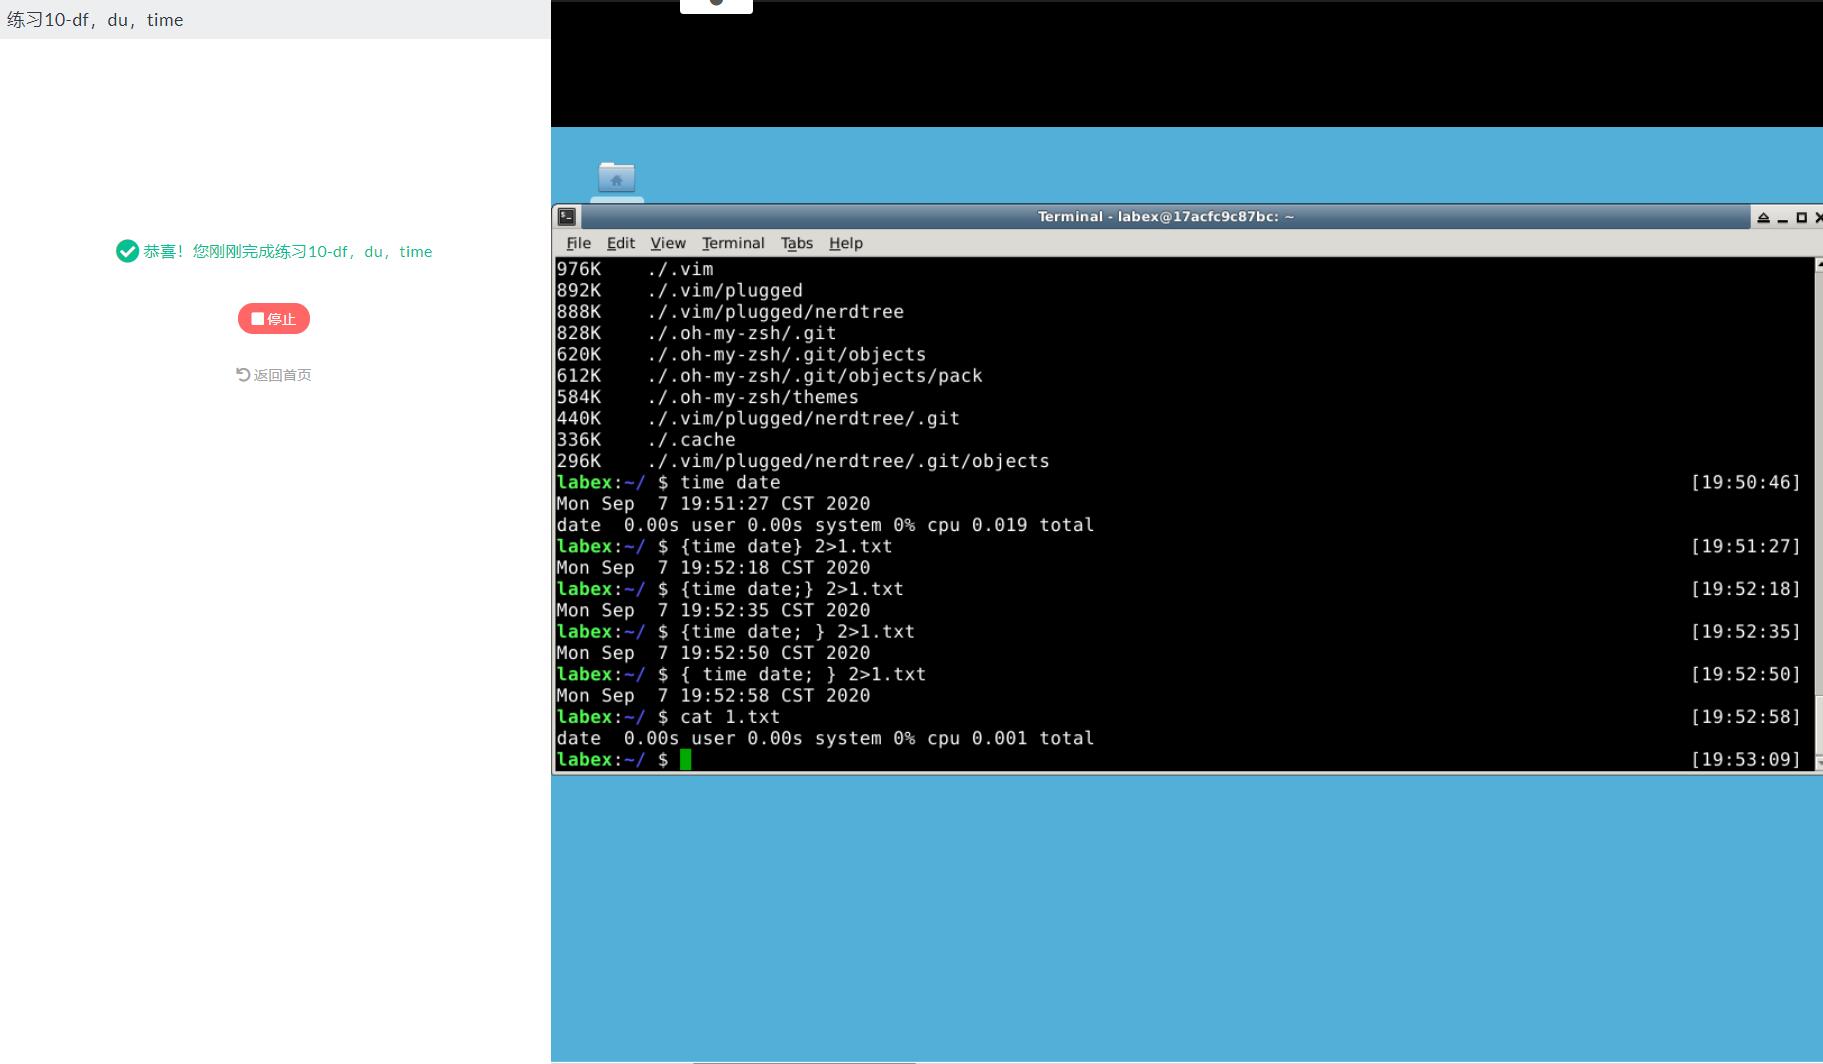 练习10-df，du，time
恭喜！您刚刚完成练习10-df，du，time
停止
返回首页
Terminal - labex@17acfc9c87bc: ~
File Edit View Terminal Tabs Help
976K    ./.vim
892K    ./.vim/plugged
888K    ./.vim/plugged/nerdtree
828K    ./.oh-my-zsh/.git
620K    ./.oh-my-zsh/.git/objects
612K    ./.oh-my-zsh/.git/objects/pack
584K    ./.oh-my-zsh/themes
440K    ./.vim/plugged/nerdtree/.git
336K    ./.cache
296K    ./.vim/plugged/nerdtree/.git/objects
labex:~/ $ time date [19:50:46]
Mon Sep  7 19:51:27 CST 2020
date  0.00s user 0.00s system 0% cpu 0.019 total
labex:~/ $ {time date} 2>1.txt [19:51:27]
Mon Sep  7 19:52:18 CST 2020
labex:~/ $ {time date;} 2>1.txt [19:52:18]
Mon Sep  7 19:52:35 CST 2020
labex:~/ $ {time date; } 2>1.txt [19:52:35]
Mon Sep  7 19:52:50 CST 2020
labex:~/ $ { time date; } 2>1.txt [19:52:50]
Mon Sep  7 19:52:58 CST 2020
labex:~/ $ cat 1.txt [19:52:58]
date  0.00s user 0.00s system 0% cpu 0.001 total
labex:~/ $ [19:53:09]